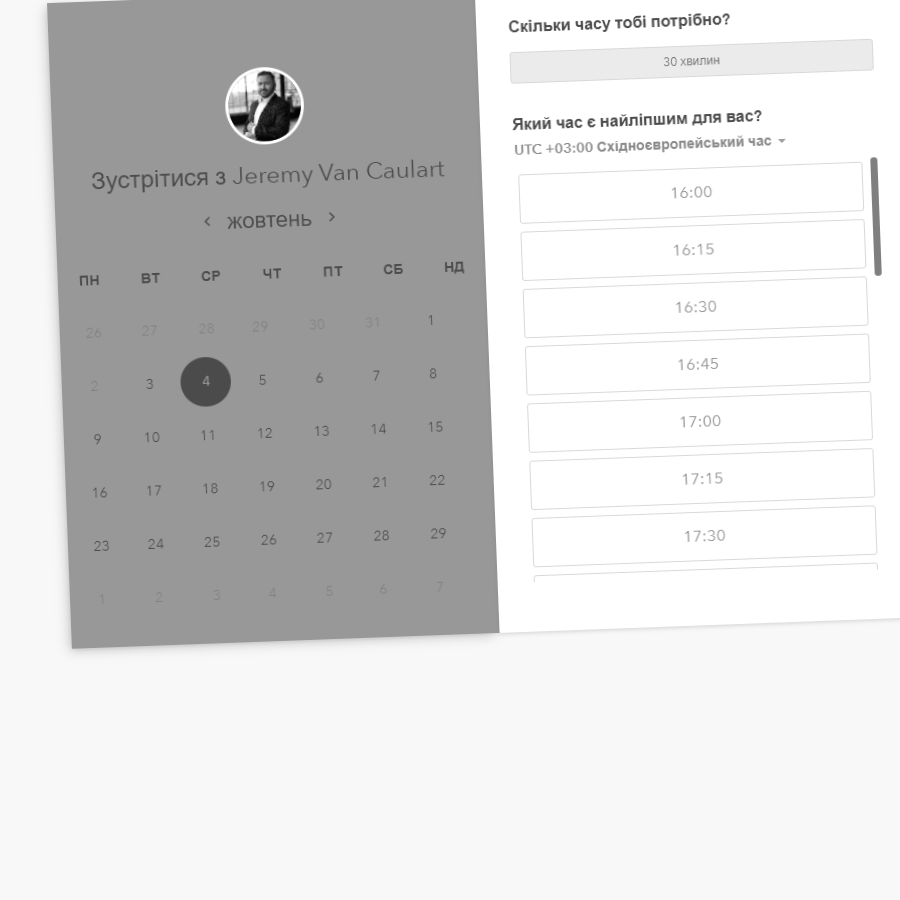 Зустрітися з Jeremy Van Caulart
‹ жовтень ›
ПН ВТ СР ЧТ ПТ СБ НД
26 27 28 29 30 31 1
2 3 4 5 6 7 8
9 10 11 12 13 14 15
16 17 18 19 20 21 22
23 24 25 26 27 28 29
1 2 3 4 5 6 7
Скільки часу тобі потрібно?
30 хвилин
Який час є найліпшим для вас?
UTC +03:00 Східноєвропейський час
16:00
16:15
16:30
16:45
17:00
17:15
17:30